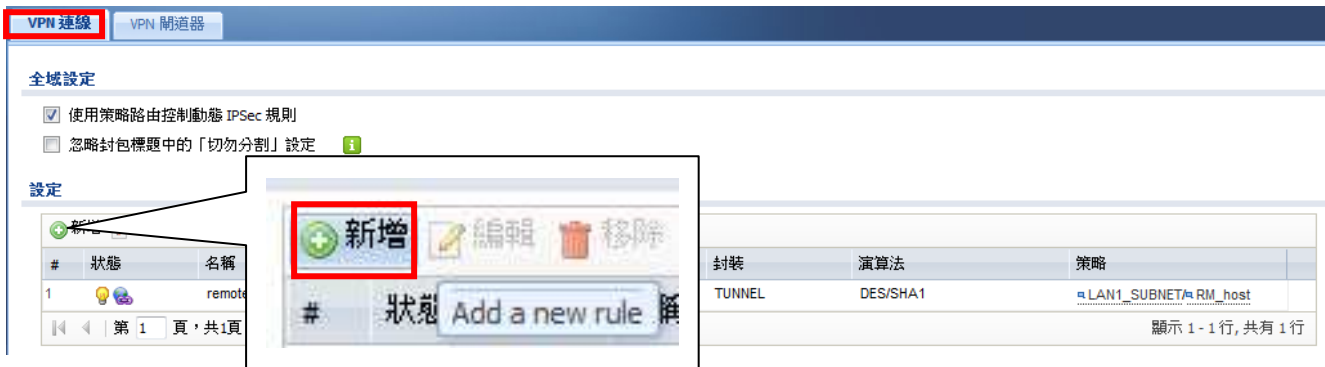 VPN 連線 VPN 閘道器
全域設定
使用策略路由控制動態 IPSec 規則
忽略封包標題中的「切勿分割」設定
設定
新增
新增 編輯 移除
# 狀態 名稱 封裝 演算法 策略
1 remote TUNNEL DES/SHA1 LAN1_SUBNET/ RM_host
# 狀態 Add a new rule
第 1 頁，共1頁 顯示 1 - 1 行, 共有 1 行